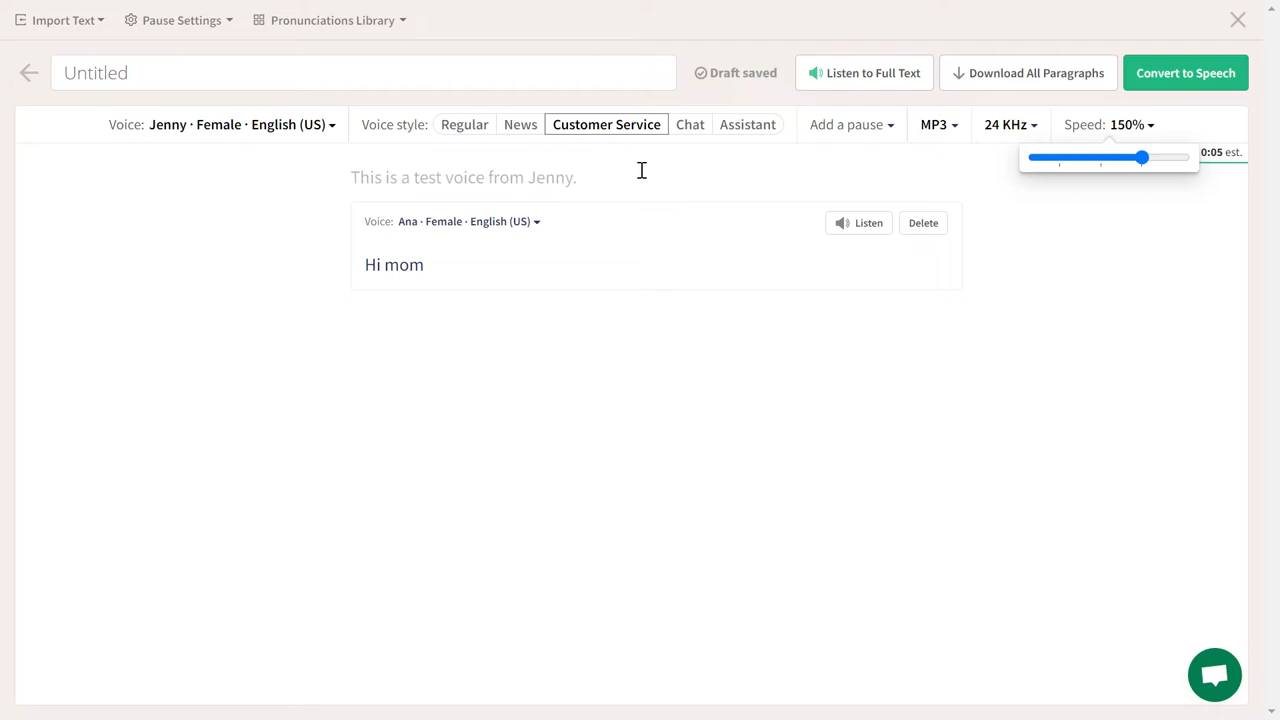 Import Text
Pause Settings
Pronunciations Library
Untitled
Draft saved
Listen to Full Text
Download All Paragraphs
Convert to Speech
Voice: Jenny · Female · English (US)
Voice style: Regular News Customer Service Chat Assistant
Add a pause
MP3
24 KHz
Speed: 150%
0:05 est.
This is a test voice from Jenny.
Voice: Ana · Female · English (US)
Listen
Delete
Hi mom